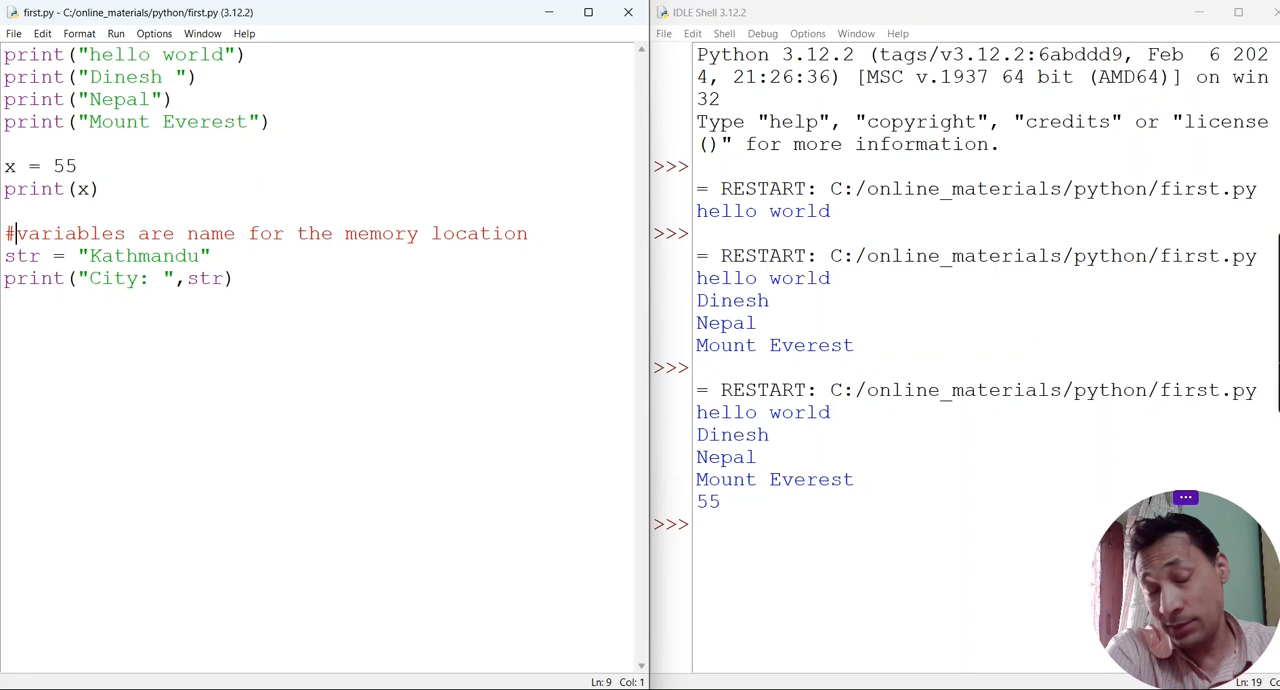 first.py - C:/online_materials/python/first.py (3.12.2)
File Edit Format Run Options Window Help
print("hello world")
print("Dinesh ")
print("Nepal")
print("Mount Everest")
x = 55
print(x)
#variables are name for the memory location
str = "Kathmandu"
print("City: ",str)
Ln: 9 Col: 1
IDLE Shell 3.12.2
File Edit Shell Debug Options Window Help
Python 3.12.2 (tags/v3.12.2:6abddd9, Feb  6 202
4, 21:26:36) [MSC v.1937 64 bit (AMD64)] on win
32
Type "help", "copyright", "credits" or "license
()" for more information.
>>>
= RESTART: C:/online_materials/python/first.py
hello world
>>>
= RESTART: C:/online_materials/python/first.py
hello world
Dinesh
Nepal
Mount Everest
>>>
= RESTART: C:/online_materials/python/first.py
hello world
Dinesh
Nepal
Mount Everest
55
>>>
Ln: 19 Co